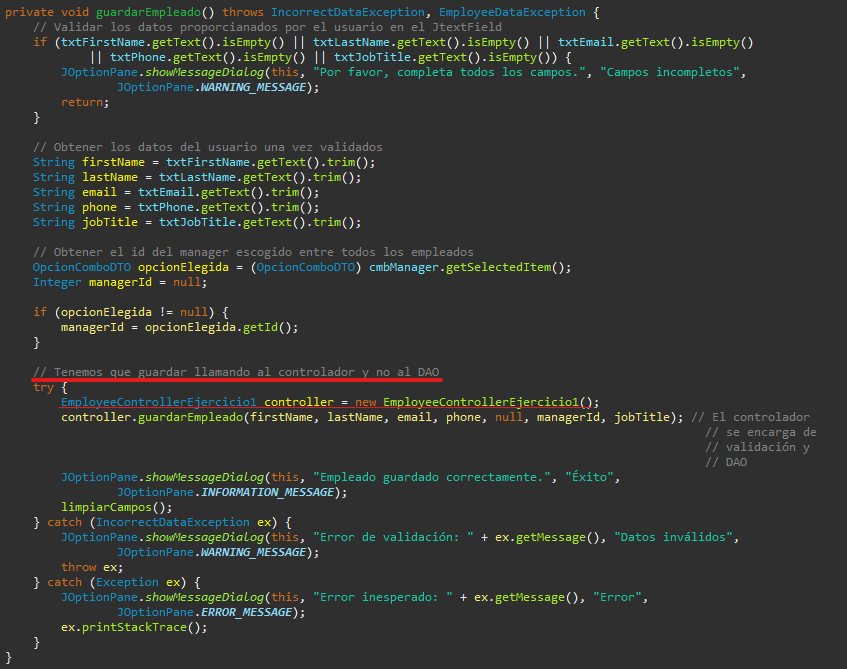 private void guardarEmpleado() throws IncorrectDataException, EmployeeDataException {
// Validar los datos proporcionados por el usuario en el JtextField
if (txtFirstName.getText().isEmpty() || txtLastName.getText().isEmpty() || txtEmail.getText().isEmpty()
|| txtPhone.getText().isEmpty() || txtJobTitle.getText().isEmpty()) {
JOptionPane.showMessageDialog(this, "Por favor, completa todos los campos.", "Campos incompletos",
JOptionPane.WARNING_MESSAGE);
return;
}
// Obtener los datos del usuario una vez validados
String firstName = txtFirstName.getText().trim();
String lastName = txtLastName.getText().trim();
String email = txtEmail.getText().trim();
String phone = txtPhone.getText().trim();
String jobTitle = txtJobTitle.getText().trim();
// Obtener el id del manager escogido entre todos los empleados
OpcionComboDTO opcionElegida = (OpcionComboDTO) cmbManager.getSelectedItem();
Integer managerId = null;
if (opcionElegida != null) {
managerId = opcionElegida.getId();
}
// Tenemos que guardar llamando al controlador y no al DAO
try {
EmployeeControllerEjercicio1 controller = new EmployeeControllerEjercicio1();
controller.guardarEmpleado(firstName, lastName, email, phone, null, managerId, jobTitle); // El controlador
// se encarga de
// validación y
// DAO
JOptionPane.showMessageDialog(this, "Empleado guardado correctamente.", "Éxito",
JOptionPane.INFORMATION_MESSAGE);
limpiarCampos();
} catch (IncorrectDataException ex) {
JOptionPane.showMessageDialog(this, "Error de validación: " + ex.getMessage(), "Datos inválidos",
JOptionPane.WARNING_MESSAGE);
throw ex;
} catch (Exception ex) {
JOptionPane.showMessageDialog(this, "Error inesperado: " + ex.getMessage(), "Error",
JOptionPane.ERROR_MESSAGE);
ex.printStackTrace();
}
}